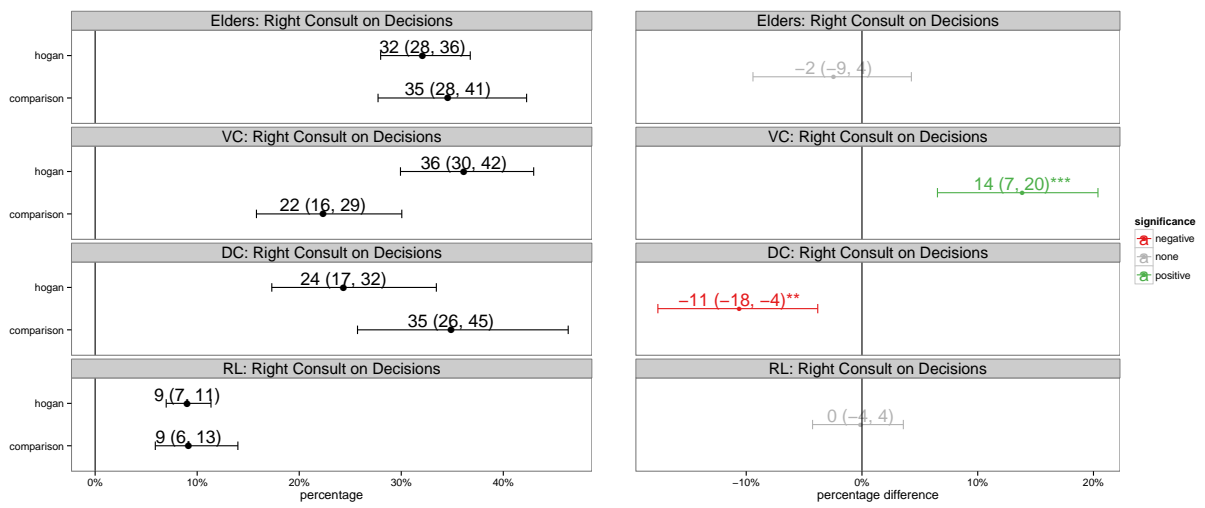 Elders: Right Consult on Decisions
hogan
32 (28, 36)
comparison
35 (28, 41)
VC: Right Consult on Decisions
hogan
36 (30, 42)
comparison
22 (16, 29)
DC: Right Consult on Decisions
hogan
24 (17, 32)
comparison
35 (26, 45)
RL: Right Consult on Decisions
hogan
9 (7, 11)
comparison
9 (6, 13)
0% 10% 20% 30% 40%
percentage
Elders: Right Consult on Decisions
−2 (−9, 4)
VC: Right Consult on Decisions
14 (7, 20)***
DC: Right Consult on Decisions
−11 (−18, −4)**
RL: Right Consult on Decisions
0 (−4, 4)
−10% 0% 10% 20%
percentage difference
significance
a negative
a none
a positive